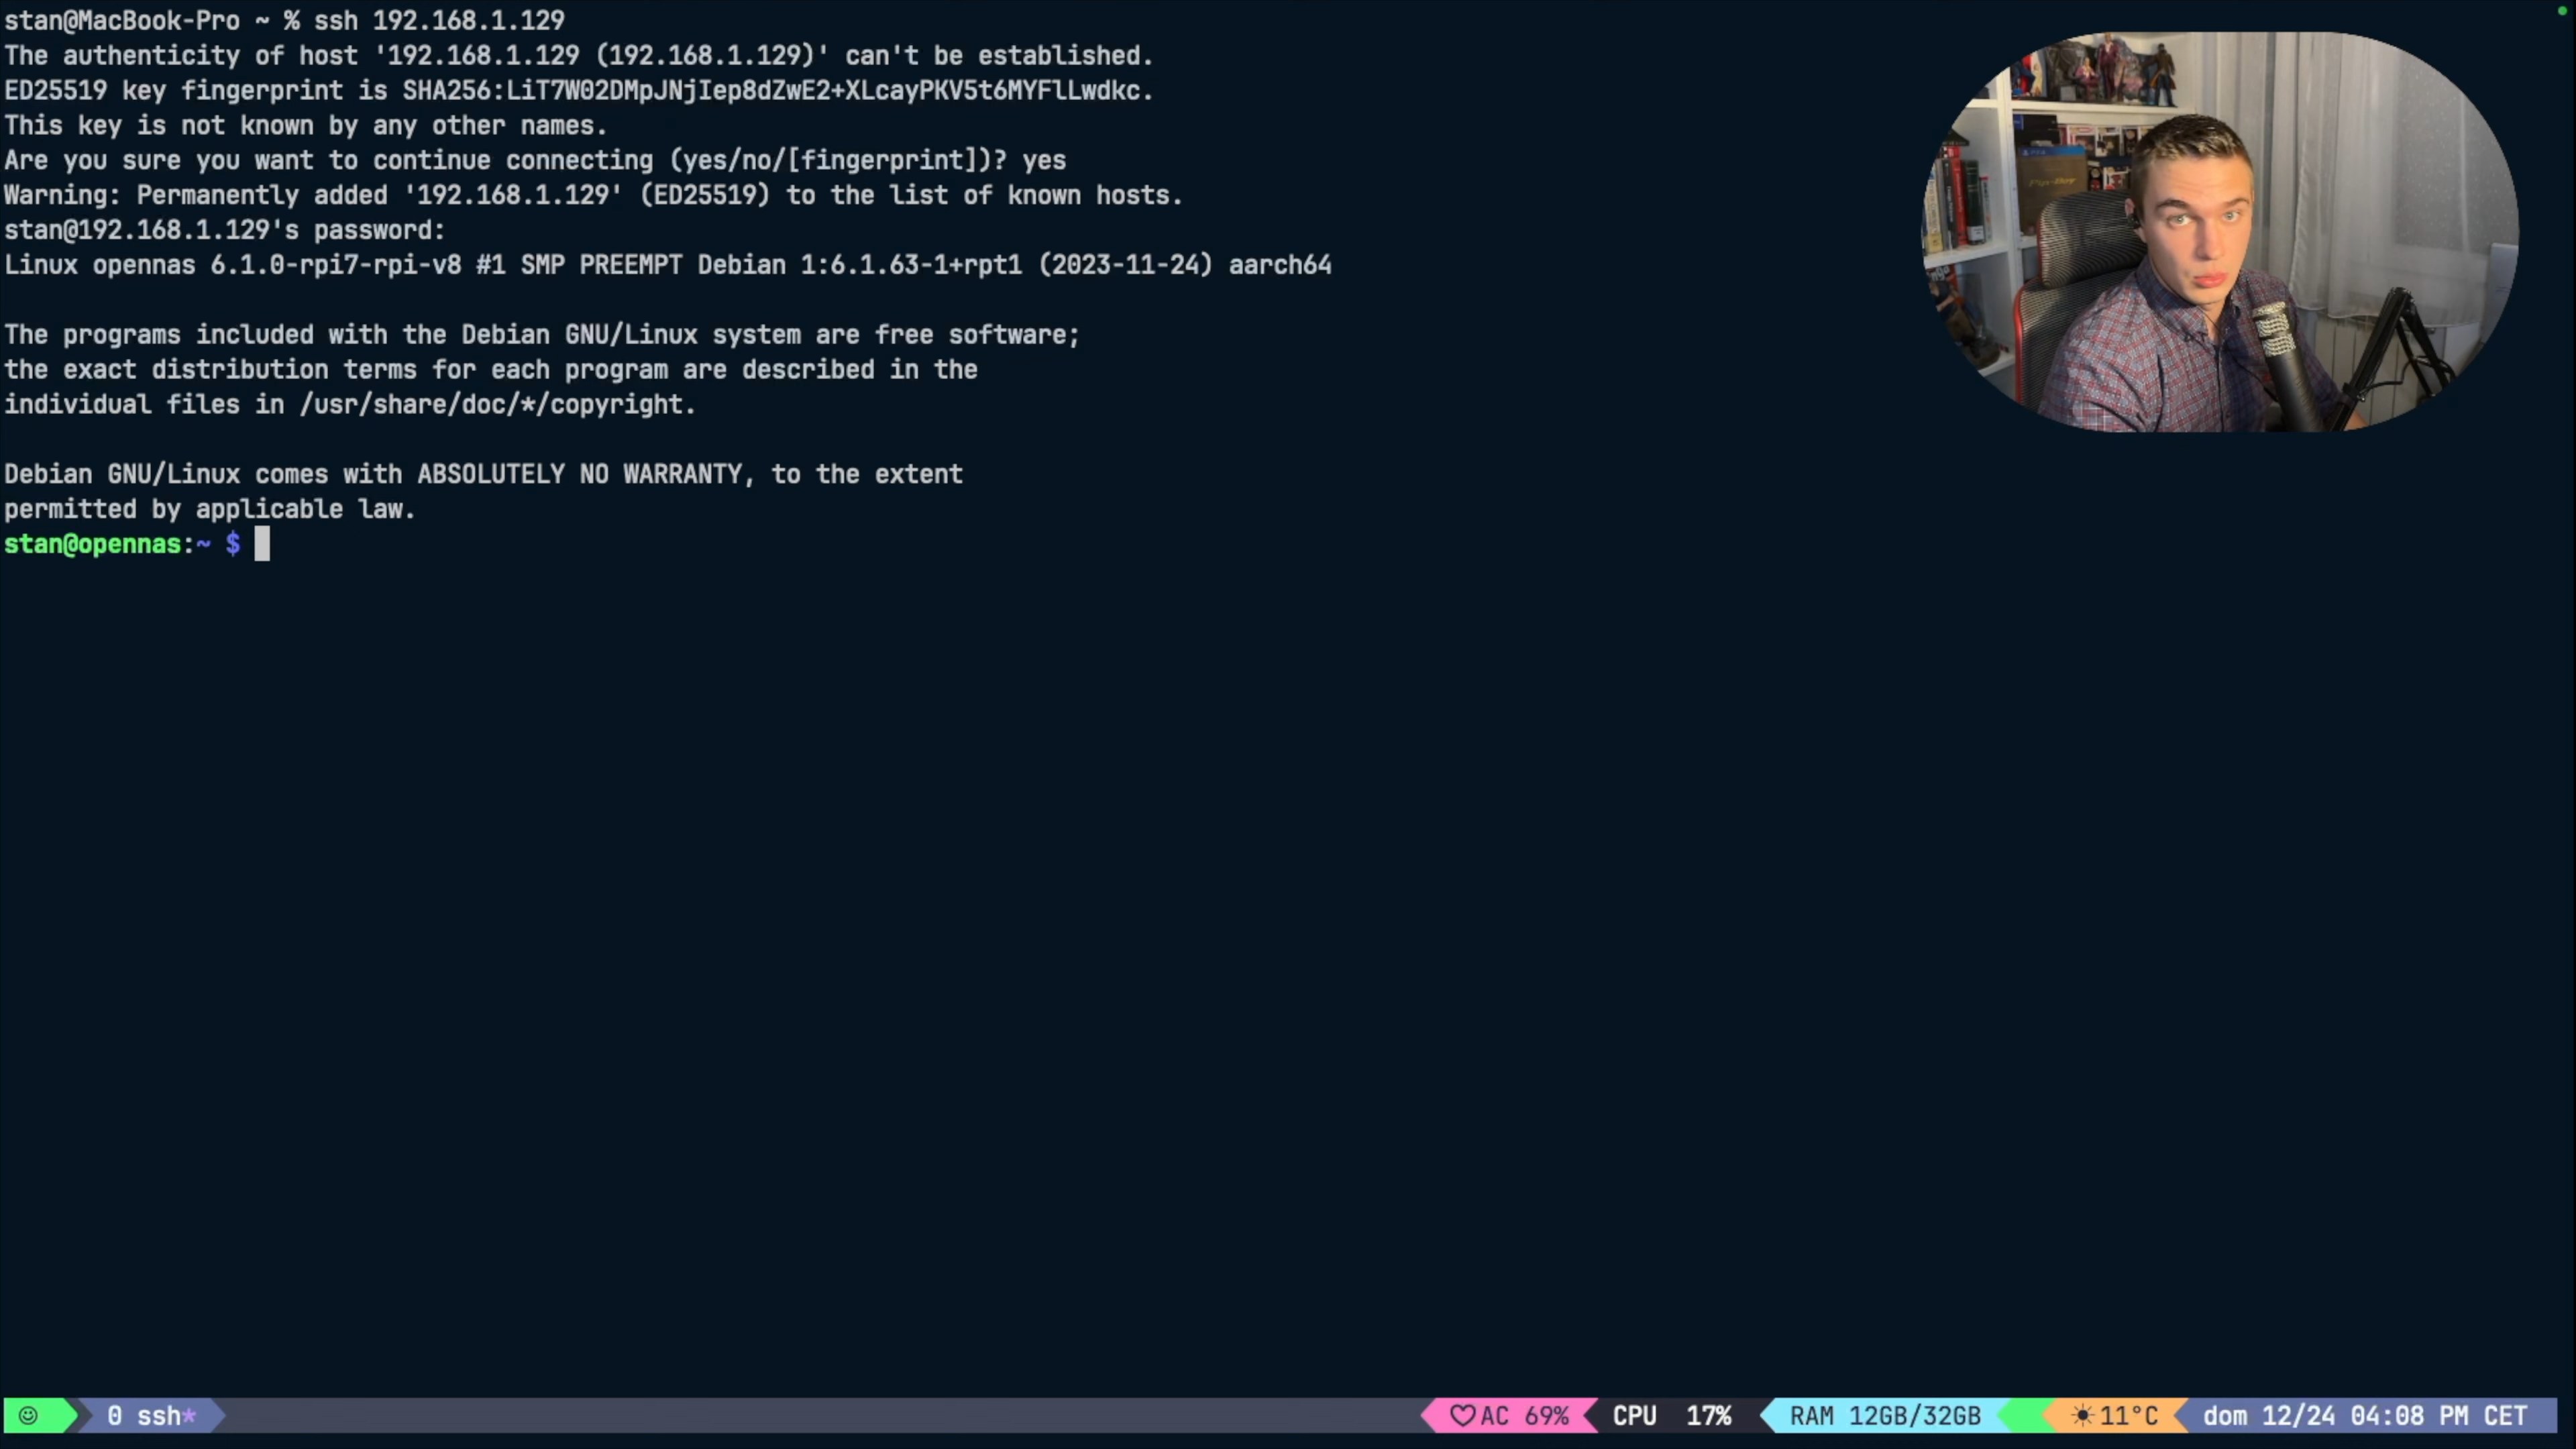 stan@MacBook-Pro ~ % ssh 192.168.1.129
The authenticity of host '192.168.1.129 (192.168.1.129)' can't be established.
ED25519 key fingerprint is SHA256:LiT7W02DMpJNjIep8dZwE2+XLcayPKV5t6MYFlLwdkc.
This key is not known by any other names.
Are you sure you want to continue connecting (yes/no/[fingerprint])? yes
Warning: Permanently added '192.168.1.129' (ED25519) to the list of known hosts.
stan@192.168.1.129's password:
Linux opennas 6.1.0-rpi7-rpi-v8 #1 SMP PREEMPT Debian 1:6.1.63-1+rpt1 (2023-11-24) aarch64
The programs included with the Debian GNU/Linux system are free software;
the exact distribution terms for each program are described in the
individual files in /usr/share/doc/*/copyright.
Debian GNU/Linux comes with ABSOLUTELY NO WARRANTY, to the extent
permitted by applicable law.
stan@opennas:~ $
☺ 0 ssh* ♡AC 69% CPU 17% RAM 12GB/32GB ☀11°C dom 12/24 04:08 PM CET